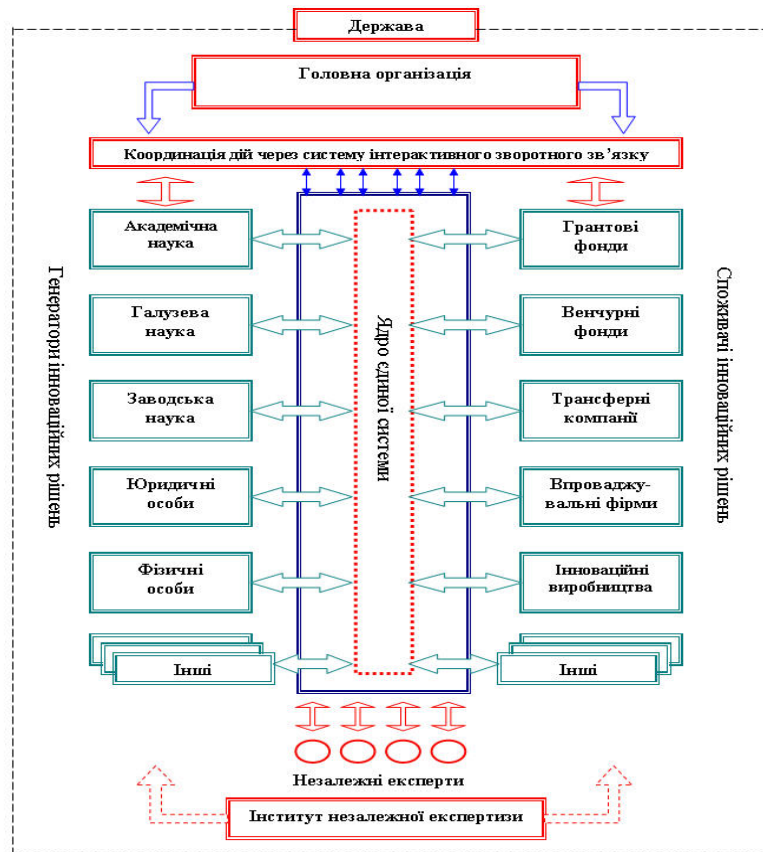 Держава
Головна організація
Координація дій через систему інтерактивного зворотного зв’язку
Генератори інноваційних рішень
Академічна
наука
Галузева
наука
Заводська
наука
Юридичні
особи
Фізичні
особи
Інші
Ядро єдиної системи
Грантові
фонди
Венчурні
фонди
Трансферні
компанії
Впроваджу-
вальні фірми
Інноваційні
виробництва
Інші
Споживачі інноваційних рішень
Незалежні експерти
Інститут незалежної експертизи